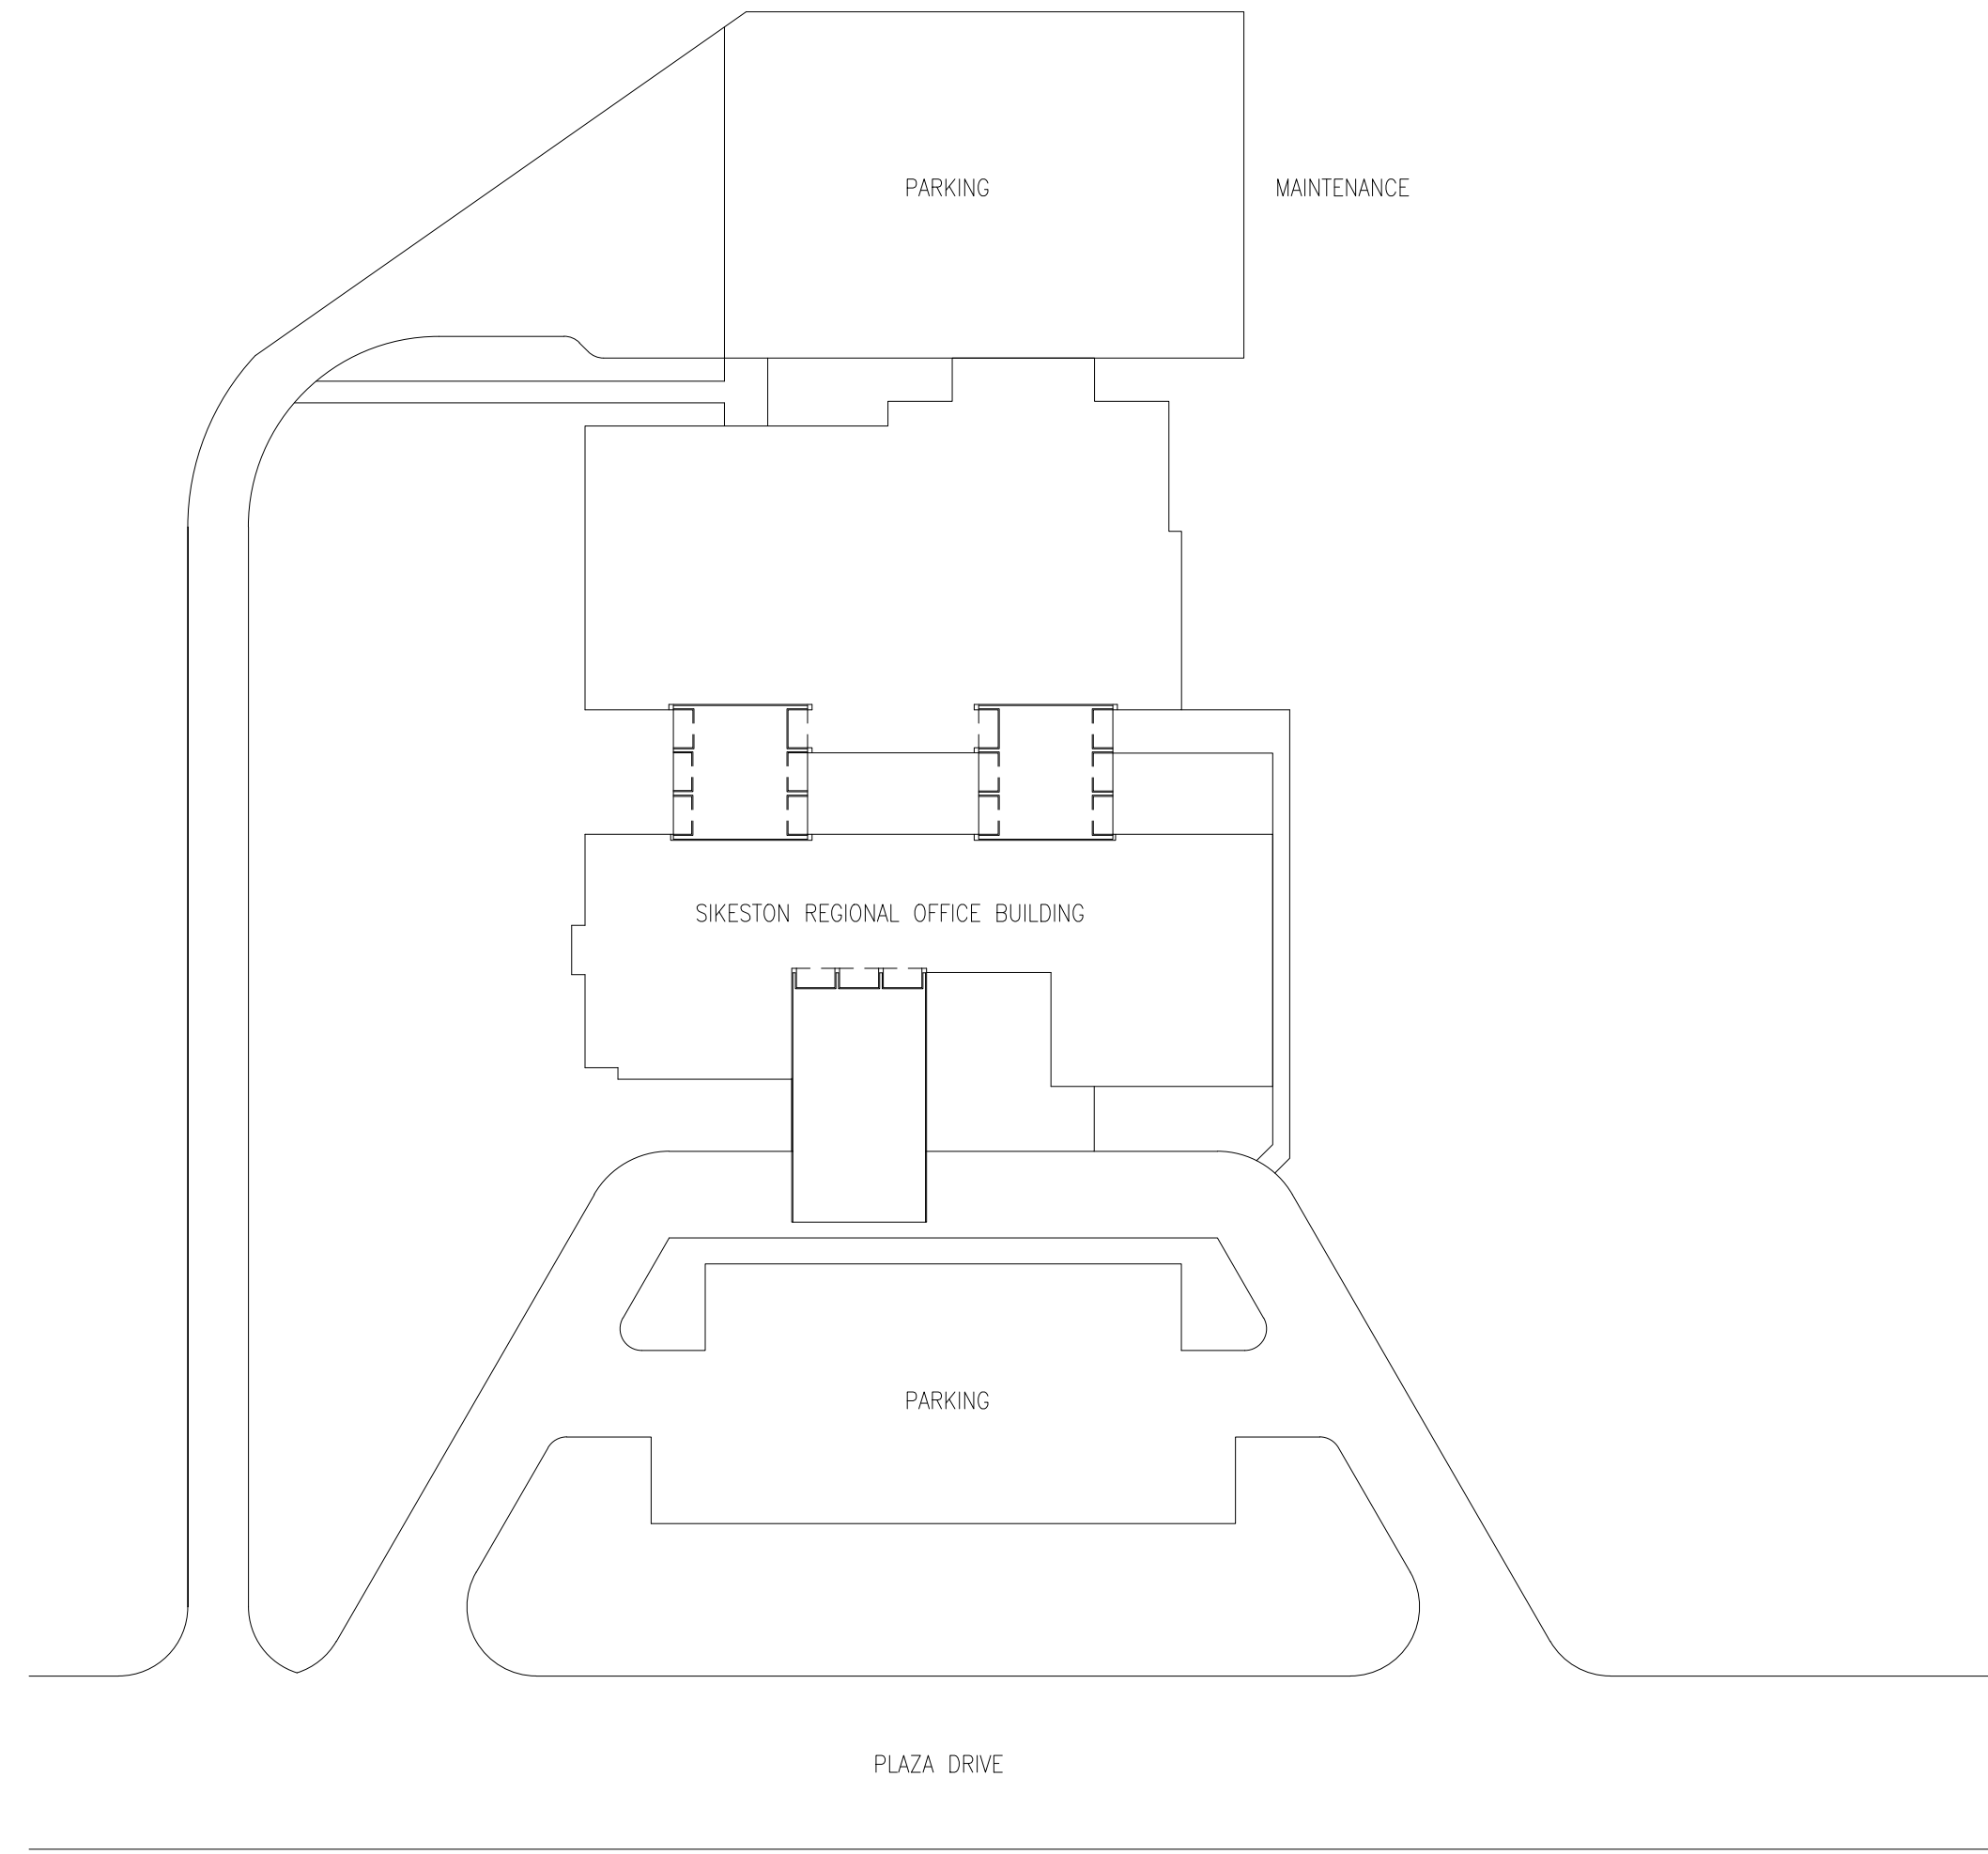 PARKING
MAINTENANCE
SIKESTON REGIONAL OFFICE BUILDING
PARKING
PLAZA DRIVE